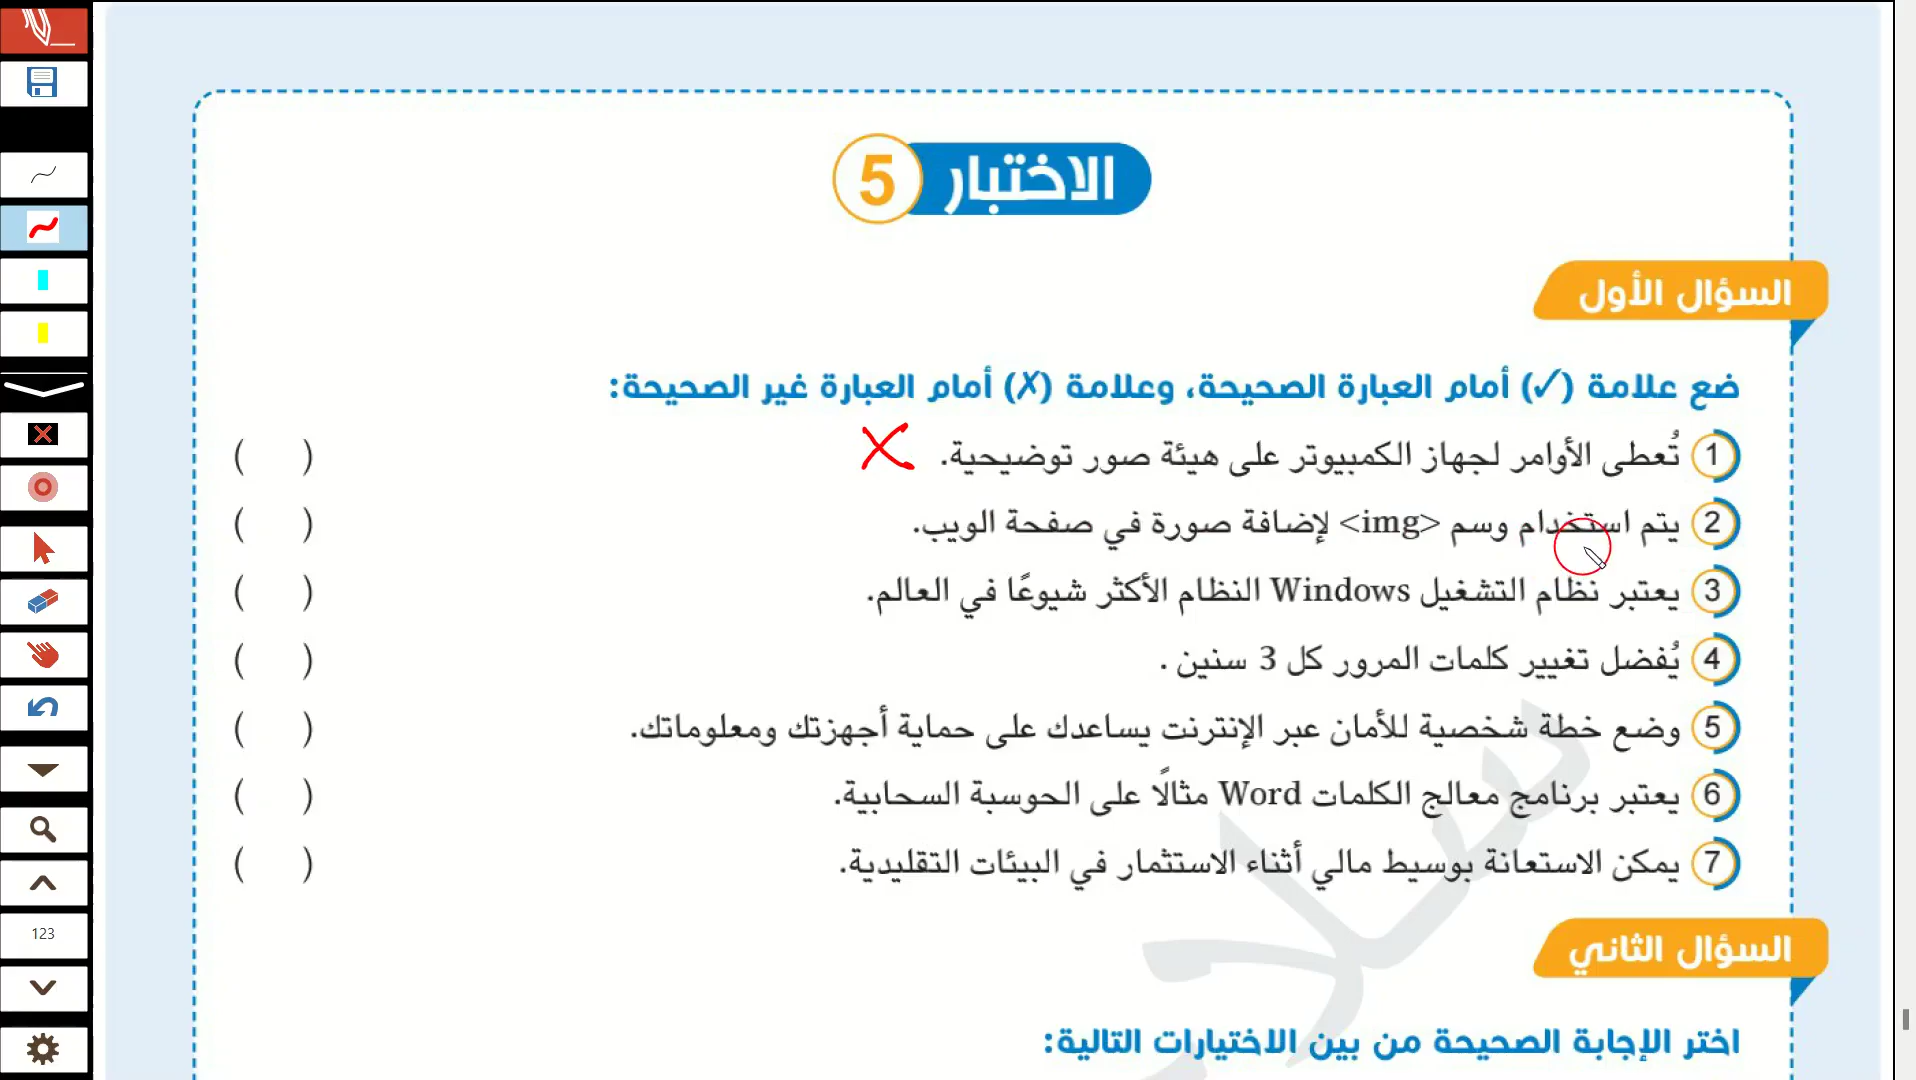 الاختبار 5
السؤال الأول
ضع علامة (✓) أمام العبارة الصحيحة، وعلامة (✗) أمام العبارة غير الصحيحة:
1 تُعطى الأوامر لجهاز الكمبيوتر على هيئة صور توضيحية. ( )
2 يتم استخدام وسم <img> لإضافة صورة في صفحة الويب. ( )
3 يعتبر نظام التشغيل Windows النظام الأكثر شيوعًا في العالم. ( )
4 يُفضل تغيير كلمات المرور كل 3 سنين . ( )
5 وضع خطة شخصية للأمان عبر الإنترنت يساعدك على حماية أجهزتك ومعلوماتك. ( )
6 يعتبر برنامج معالج الكلمات Word مثالًا على الحوسبة السحابية. ( )
7 يمكن الاستعانة بوسيط مالي أثناء الاستثمار في البيئات التقليدية. ( )
السؤال الثاني
اختر الإجابة الصحيحة من بين الاختيارات التالية:
123